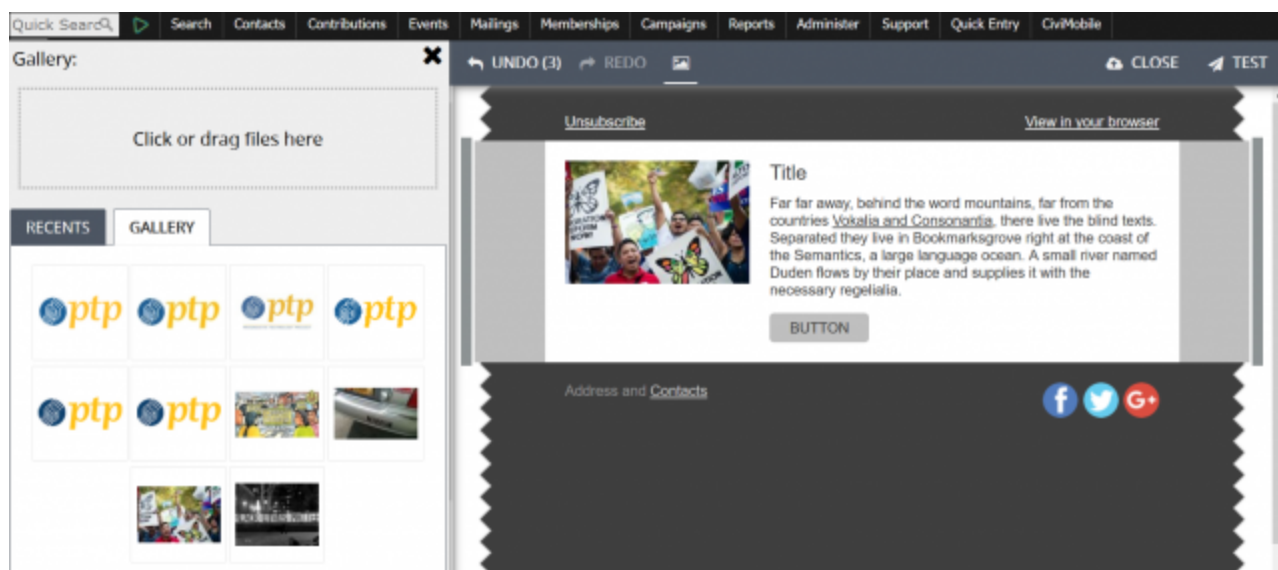 Quick Search
Search
Contacts
Contributions
Events
Mailings
Memberships
Campaigns
Reports
Administer
Support
Quick Entry
CiviMobile
Gallery:
UNDO (3)
REDO
CLOSE
TEST
Click or drag files here
RECENTS
GALLERY
ptp
ptp
ptp
ptp
ptp
ptp
Unsubscribe
View in your browser
Title
Far far away, behind the word mountains, far from the
countries Vokalia and Consonantia, there live the blind texts.
Separated they live in Bookmarksgrove right at the coast of
the Semantics, a large language ocean. A small river named
Duden flows by their place and supplies it with the
necessary regelialia.
BUTTON
Address and Contacts
f
G+